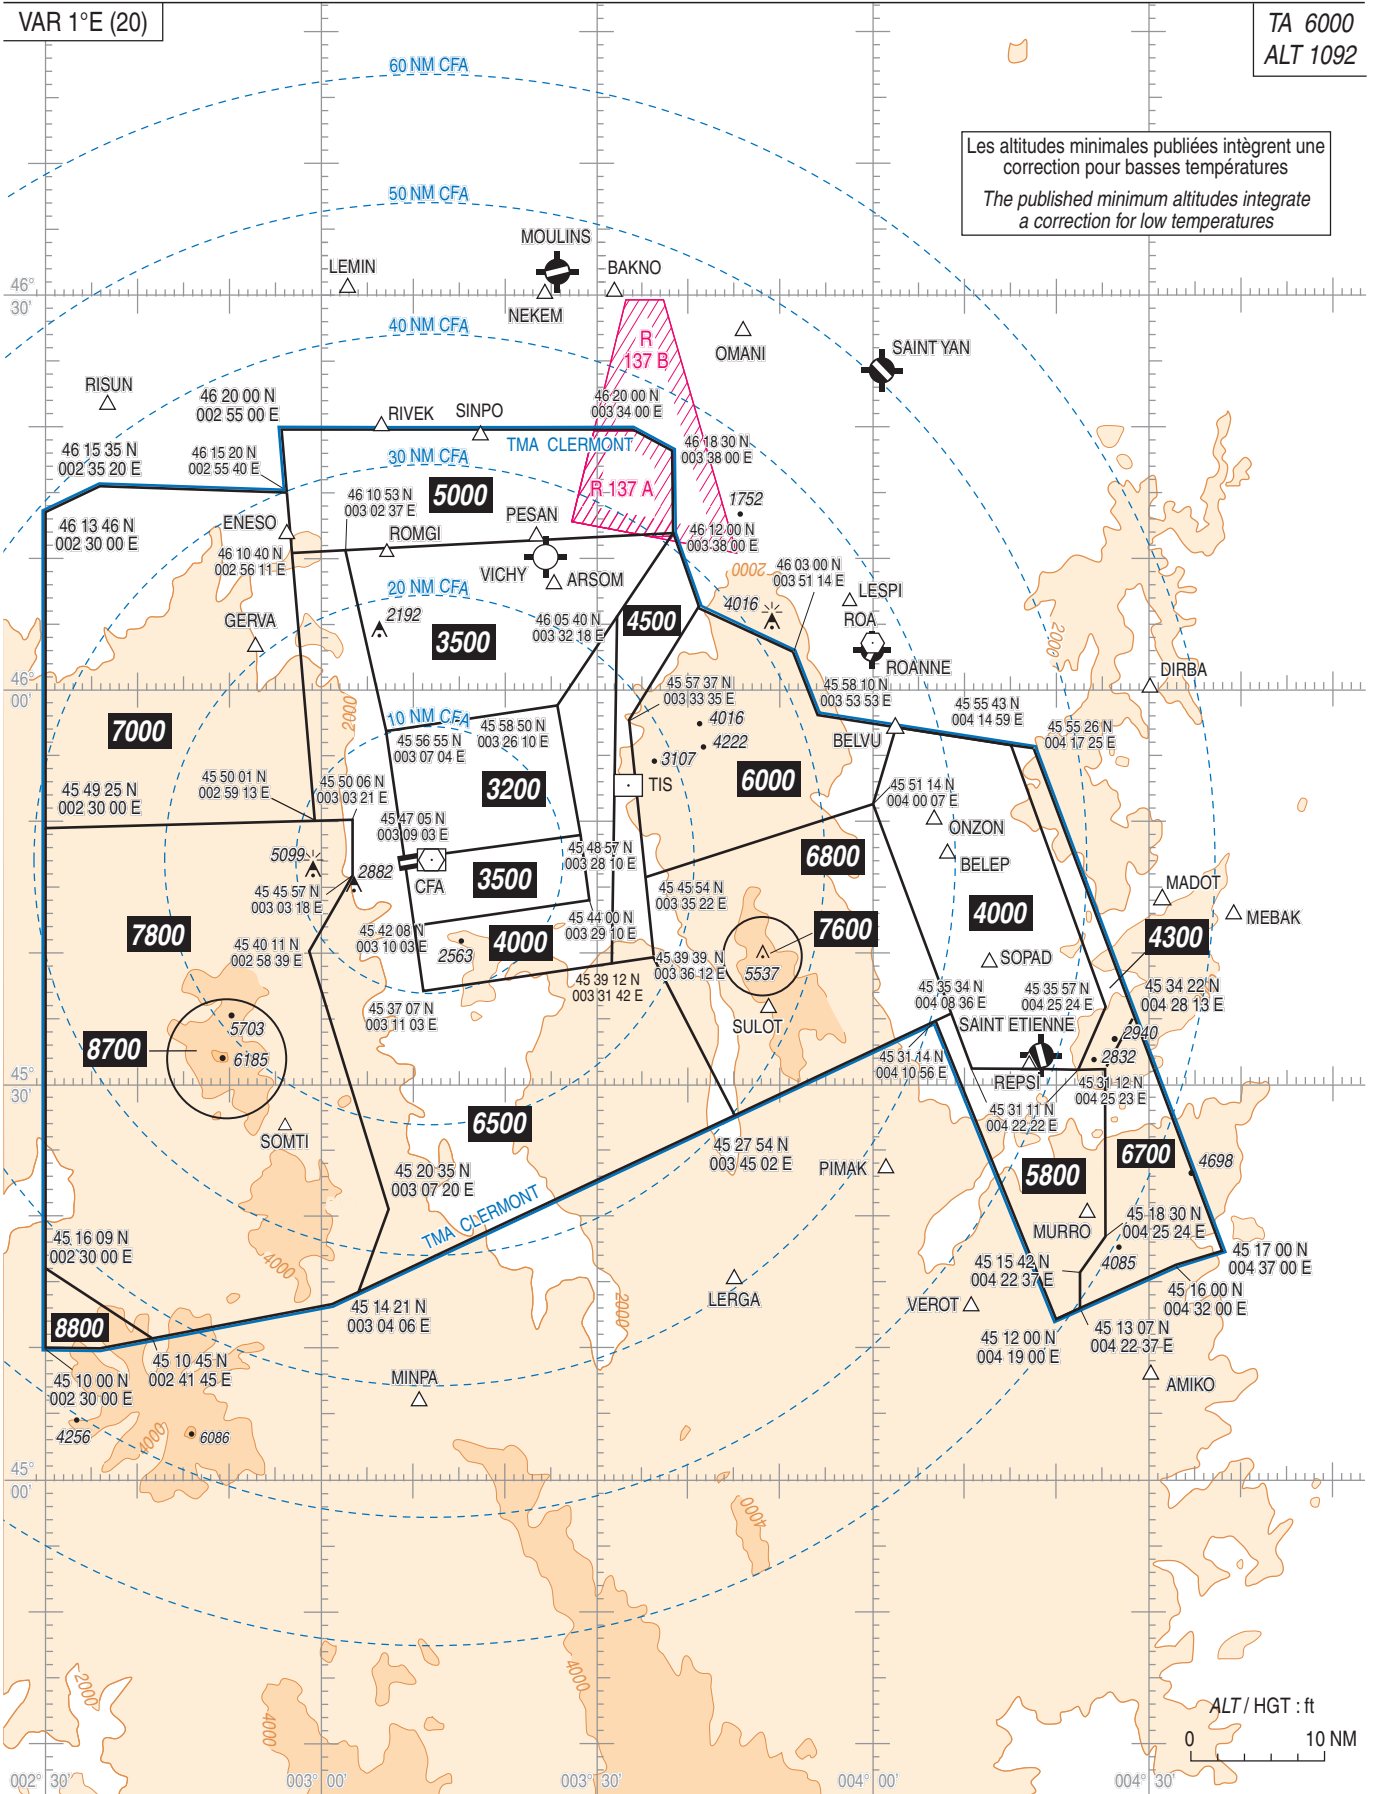 VAR 1°E (20)
TA 6000
ALT 1092
60 NM CFA
Les altitudes minimales publiées intègrent une
correction pour basses températures
The published minimum altitudes integrate
a correction for low temperatures
50 NM CFA
MOULINS
LEMIN
BAKNO
46°
30'
NEKEM
40 NM CFA
R
137 B
OMANI
SAINT YAN
RISUN
46 20 00 N
002 55 00 E
RIVEK
SINPO
46 20 00 N
003 34 00 E
TMA CLERMONT
46 18 30 N
003 38 00 E
46 15 35 N
002 35 20 E
46 15 20 N
002 55 40 E
30 NM CFA
5000
R 137 A
46 10 53 N
003 02 37 E
1752
46 13 46 N
002 30 00 E
ENESO
PESAN
ROMGI
46 12 00 N
003 38 00 E
46 10 40 N
002 56 11 E
VICHY
ARSOM
2000
46 03 00 N
003 51 14 E
20 NM CFA
LESPI
4016
GERVA
2192
46 05 40 N
003 32 18 E
4500
ROA
3500
2000
ROANNE
DIRBA
46°
00'
45 57 37 N
003 33 35 E
45 58 10 N
003 53 53 E
2000
45 55 43 N
004 14 59 E
7000
10 NM CFA
4016
45 58 50 N
003 26 10 E
45 56 55 N
003 07 04 E
4222
BELVU
45 55 26 N
004 17 25 E
3107
6000
45 50 01 N
002 59 13 E
45 50 06 N
003 03 21 E
3200
TIS
45 49 25 N
002 30 00 E
45 51 14 N
004 00 07 E
45 47 05 N
003 09 03 E
ONZON
5099
2882
45 48 57 N
003 28 10 E
6800
BELEP
CFA
3500
45 45 57 N
003 03 18 E
45 45 54 N
003 35 22 E
MADOT
MEBAK
7800
45 44 00 N
003 29 10 E
45 42 08 N
003 10 03 E
7600
4000
4300
45 40 11 N
002 58 39 E
4000
2563
45 39 39 N
003 36 12 E
5537
SOPAD
45 39 12 N
003 31 42 E
45 35 34 N
004 08 36 E
45 35 57 N
004 25 24 E
45 34 22 N
004 28 13 E
45 37 07 N
003 11 03 E
SULOT
SAINT ETIENNE
5703
8700
6185
2940
2832
45 31 14 N
004 10 56 E
REPSI
45 31 12 N
004 25 23 E
45°
30'
45 31 11 N
004 22 22 E
SOMTI
6500
45 27 54 N
003 45 02 E
6700
PIMAK
5800
4698
45 20 35 N
003 07 20 E
TMA CLERMONT
MURRO
45 18 30 N
004 25 24 E
45 16 09 N
002 30 00 E
4085
45 17 00 N
004 37 00 E
4000
45 15 42 N
004 22 37 E
45 16 00 N
004 32 00 E
LERGA
VEROT
2000
8800
45 14 21 N
003 04 06 E
45 13 07 N
004 22 37 E
45 12 00 N
004 19 00 E
45 10 45 N
002 41 45 E
45 10 00 N
002 30 00 E
MINPA
AMIKO
4256
4000
6086
45°
00'
4000
4000
2000
4000
ALT / HGT : ft
0
10 NM
002° 30'
003° 00'
003° 30'
004° 00'
004° 30'